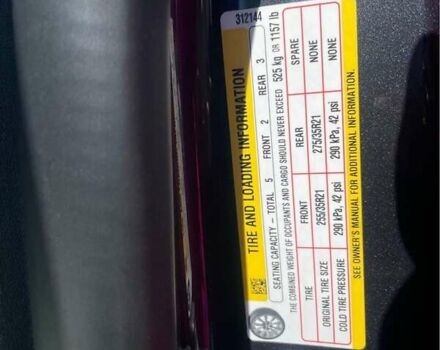 312144
TIRE AND LOADING INFORMATION
SEATING CAPACITY - TOTAL 5 FRONT 2 REAR 3
THE COMBINED WEIGHT OF OCCUPANTS AND CARGO SHOULD NEVER EXCEED 525 kg OR 1157 lb
TIRE FRONT REAR SPARE
ORIGINAL TIRE SIZE 255/35R21 275/35R21 NONE
COLD TIRE PRESSURE 290 kPa, 42 psi 290 kPa, 42 psi NONE
SEE OWNER'S MANUAL FOR ADDITIONAL INFORMATION.